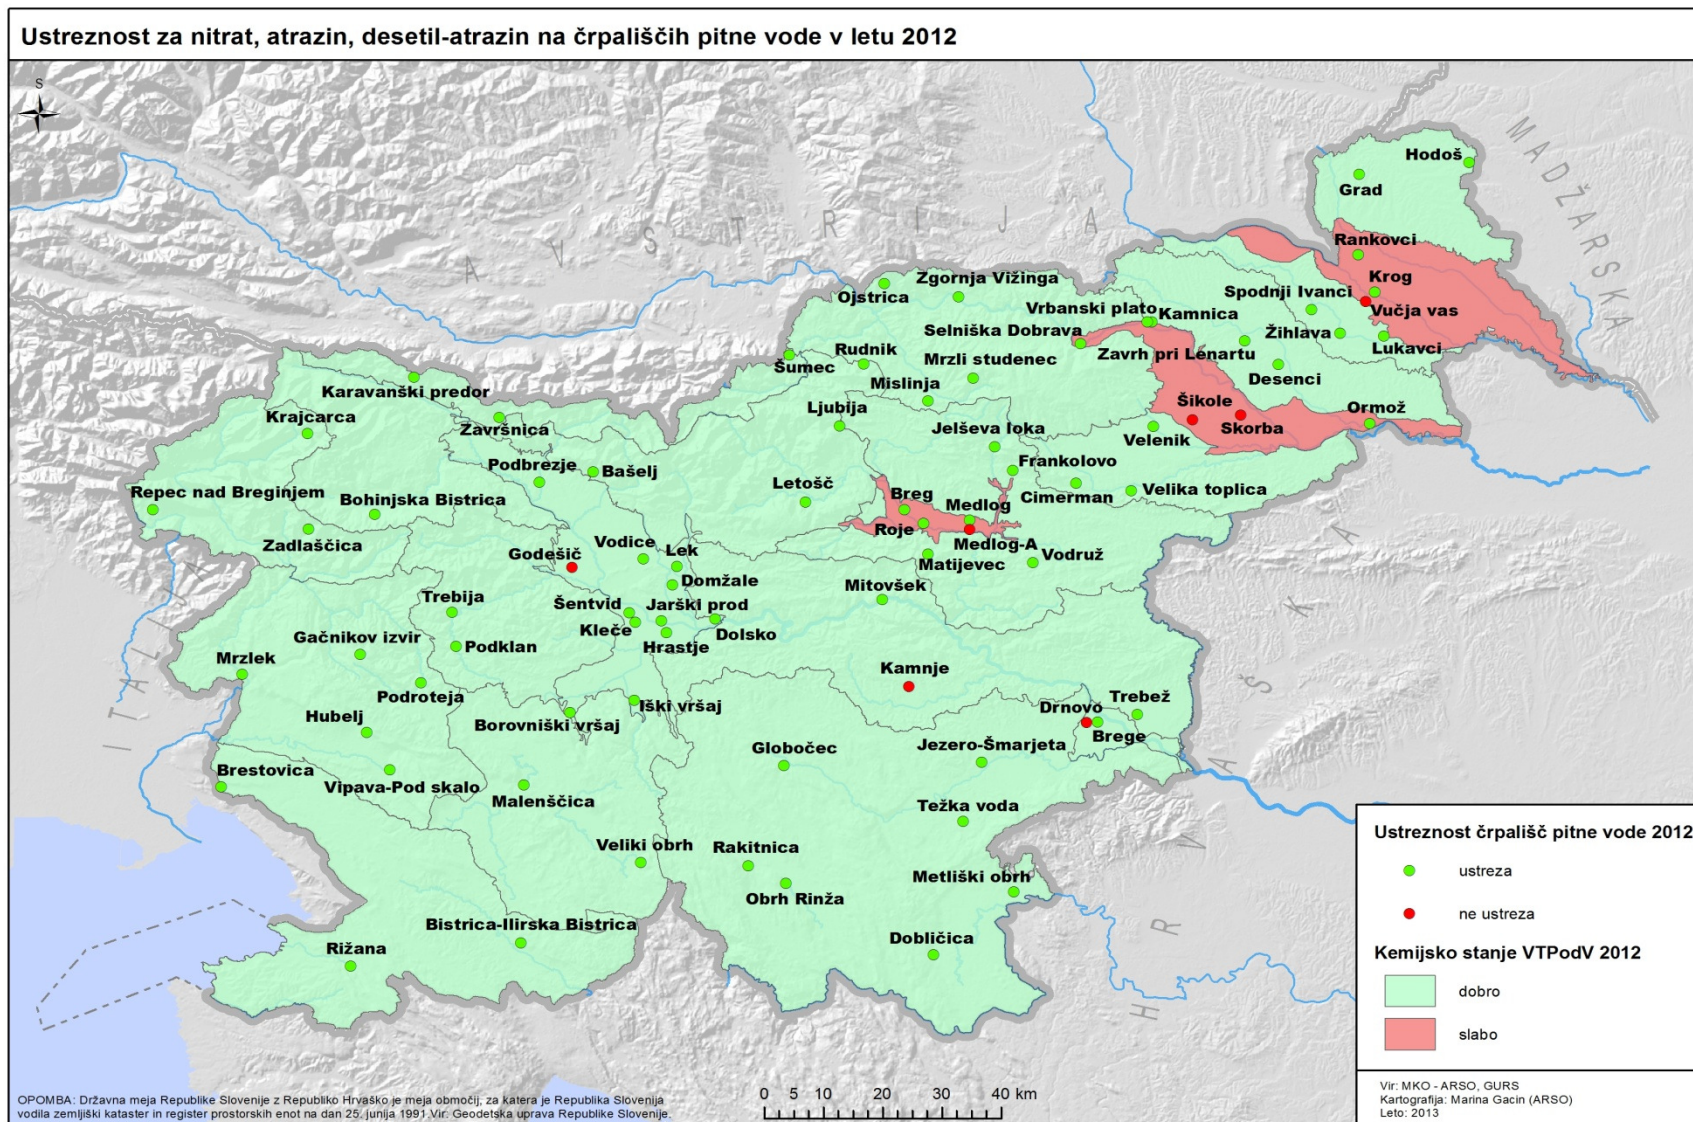 Ustreznost za nitrat, atrazin, desetil-atrazin na črpališčih pitne vode v letu 2012
S
MADŽARSKA
AVSTRIJA
ITALIJA
HRVAŠKA
Hodoš
Grad
Rankovci
Krog
Spodnji Ivanci
Vučja vas
Žihlava
Lukavci
Zgornja Vižinga
Ojstrica
Vrbanski plato
Kamnica
Selniška Dobrava
Zavrh pri Lenartu
Desenci
Rudnik
Šumec
Mrzli studenec
Mislinja
Karavanški predor
Krajcarca
Završnica
Ljubija
Šikole
Skorba
Ormož
Jelševa loka
Velenik
Podbrezje
Bašelj
Frankolovo
Letošč
Cimerman
Velika toplica
Repec nad Breginjem
Bohinjska Bistrica
Breg
Medlog
Roje
Medlog-A
Zadlaščica
Godešič
Vodice
Lek
Matijevec
Vodruž
Domžale
Mitovšek
Trebija
Šentvid
Jarški prod
Kleče
Dolsko
Hrastje
Gačnikov izvir
Podklan
Mrzlek
Kamnje
Podroteja
Iški vršaj
Trebež
Drnovo
Hubelj
Borovniški vršaj
Brege
Globočec
Jezero-Šmarjeta
Brestovica
Vipava-Pod skalo
Malenščica
Težka voda
Veliki obrh
Rakitnica
Metliški obrh
Obrh Rinža
Bistrica-Ilirska Bistrica
Dobličica
Rižana
Ustreznost črpališč pitne vode 2012
ustreza
ne ustreza
Kemijsko stanje VTPodV 2012
dobro
slabo
Vir: MKO - ARSO, GURS
Kartografija: Marina Gacin (ARSO)
Leto: 2013
0 5 10 20 30 40 km
OPOMBA: Državna meja Republike Slovenije z Republiko Hrvaško je meja območij, za katera je Republika Slovenija
vodila zemljiški kataster in register prostorskih enot na dan 25. junija 1991.Vir: Geodetska uprava Republike Slovenije.